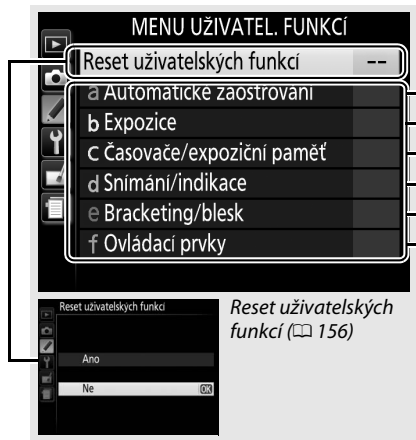 MENU UŽIVATEL. FUNKCÍ
Reset uživatelských funkcí --
a Automatické zaostřování
b Expozice
c Časovače/expoziční paměť
d Snímání/indikace
e Bracketing/blesk
f Ovládací prvky
Reset uživatelských funkcí
Ano
Ne OK
Reset uživatelských
funkcí (📖 156)